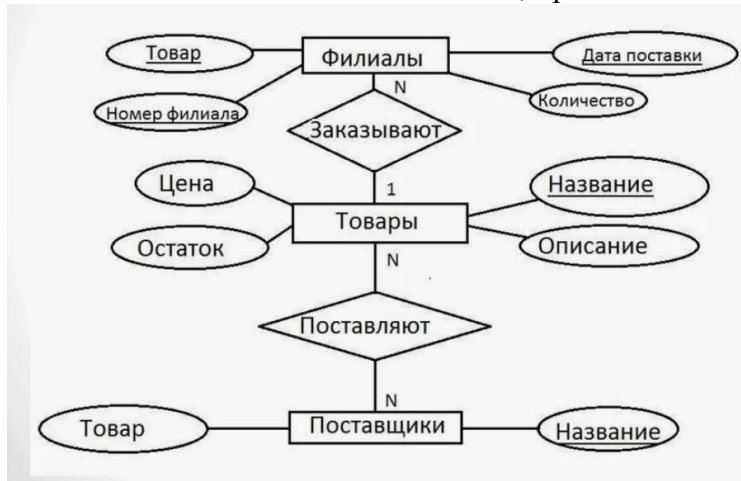 Товар
Филиалы
Дата поставки
N
Номер филиала
Количество
Заказывают
Цена
1
Название
Товары
Остаток
Описание
N
Поставляют
N
Товар
Поставщики
Название